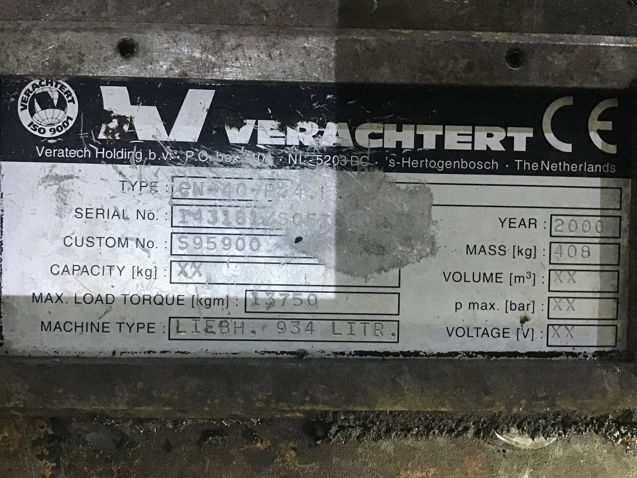 VERACHTERT
ISO 9001
VERACHTERT CE
Veratech Holding b.v. P.O. box NL-5203 's-Hertogenbosch · The Netherlands
TYPE :
SERIAL No. :
YEAR : 2000
CUSTOM No. : S95900
MASS [kg] : 408
CAPACITY [kg] : XX
VOLUME [m³] : XX
MAX. LOAD TORQUE [kgm] : 13750
p max. [bar] : XX
MACHINE TYPE : LIEBH. 934 LITR.
VOLTAGE [V] : XX